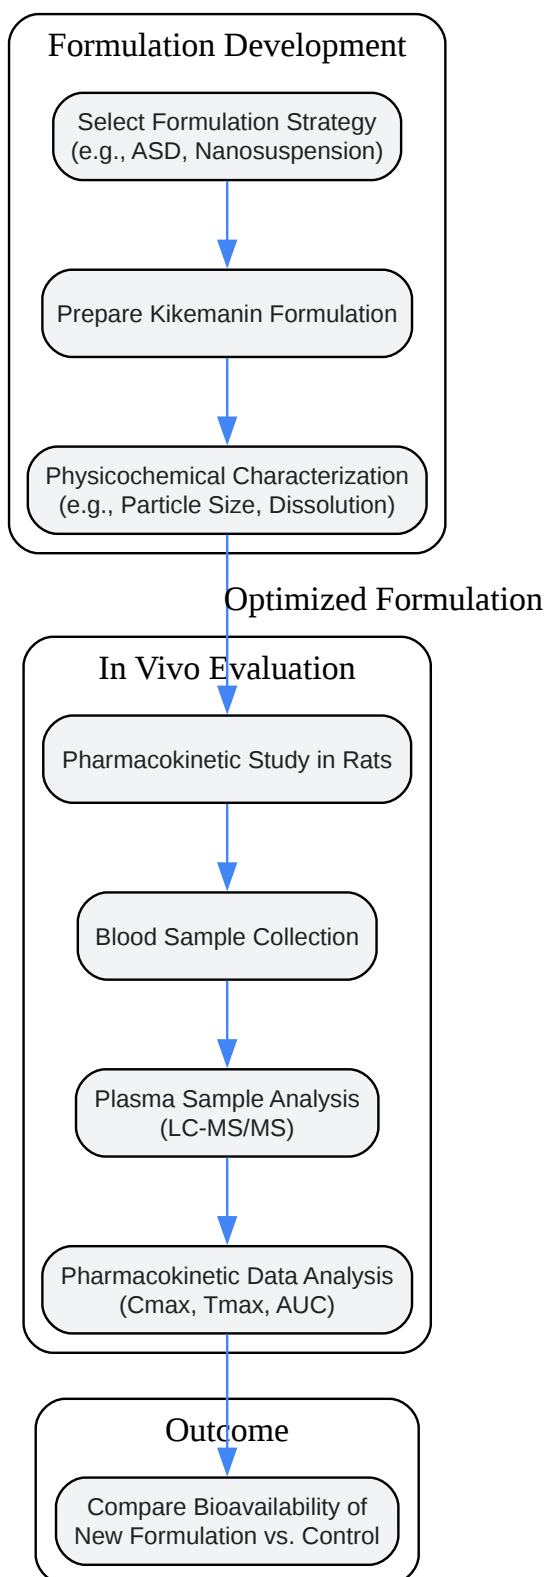 Formulation Development
Select Formulation Strategy
(e.g., ASD, Nanosuspension)
Prepare Kikemanin Formulation
Physicochemical Characterization
(e.g., Particle Size, Dissolution)
Optimized Formulation
In Vivo Evaluation
Pharmacokinetic Study in Rats
Blood Sample Collection
Plasma Sample Analysis
(LC-MS/MS)
Pharmacokinetic Data Analysis
(Cmax, Tmax, AUC)
Outcome
Compare Bioavailability of
New Formulation vs. Control